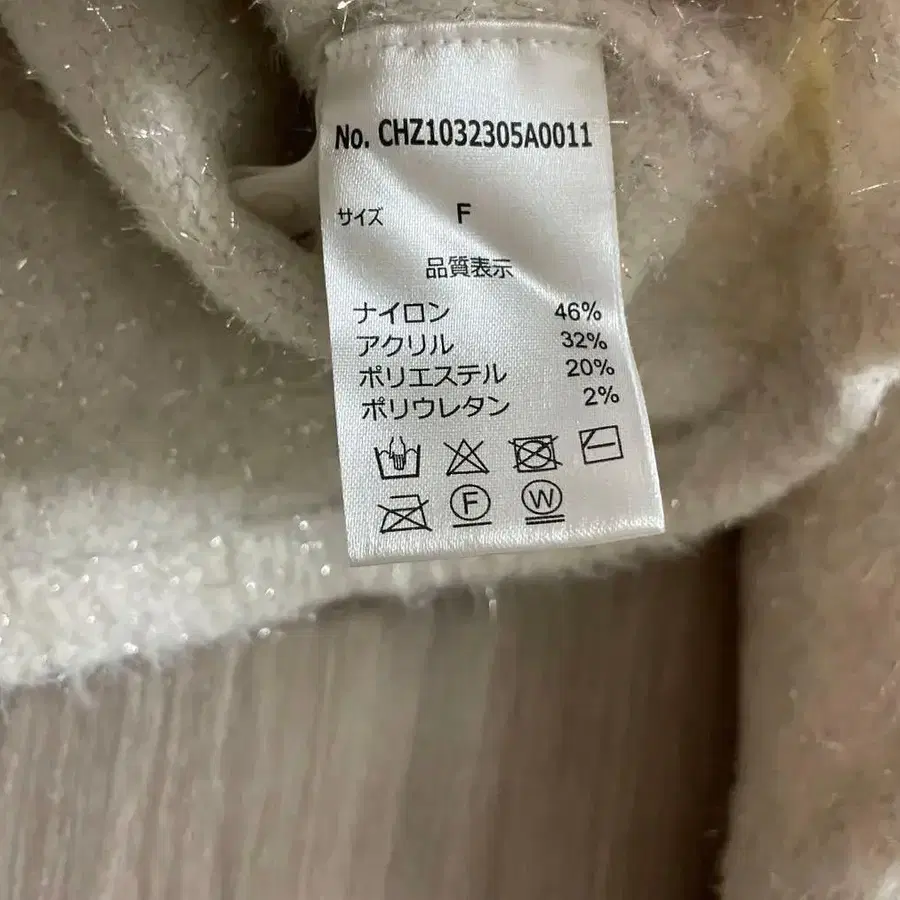 No. CHZ1032305A0011
サイズ F
品質表示
ナイロン 46%
アクリル 32%
ポリエステル 20%
ポリウレタン 2%
F W